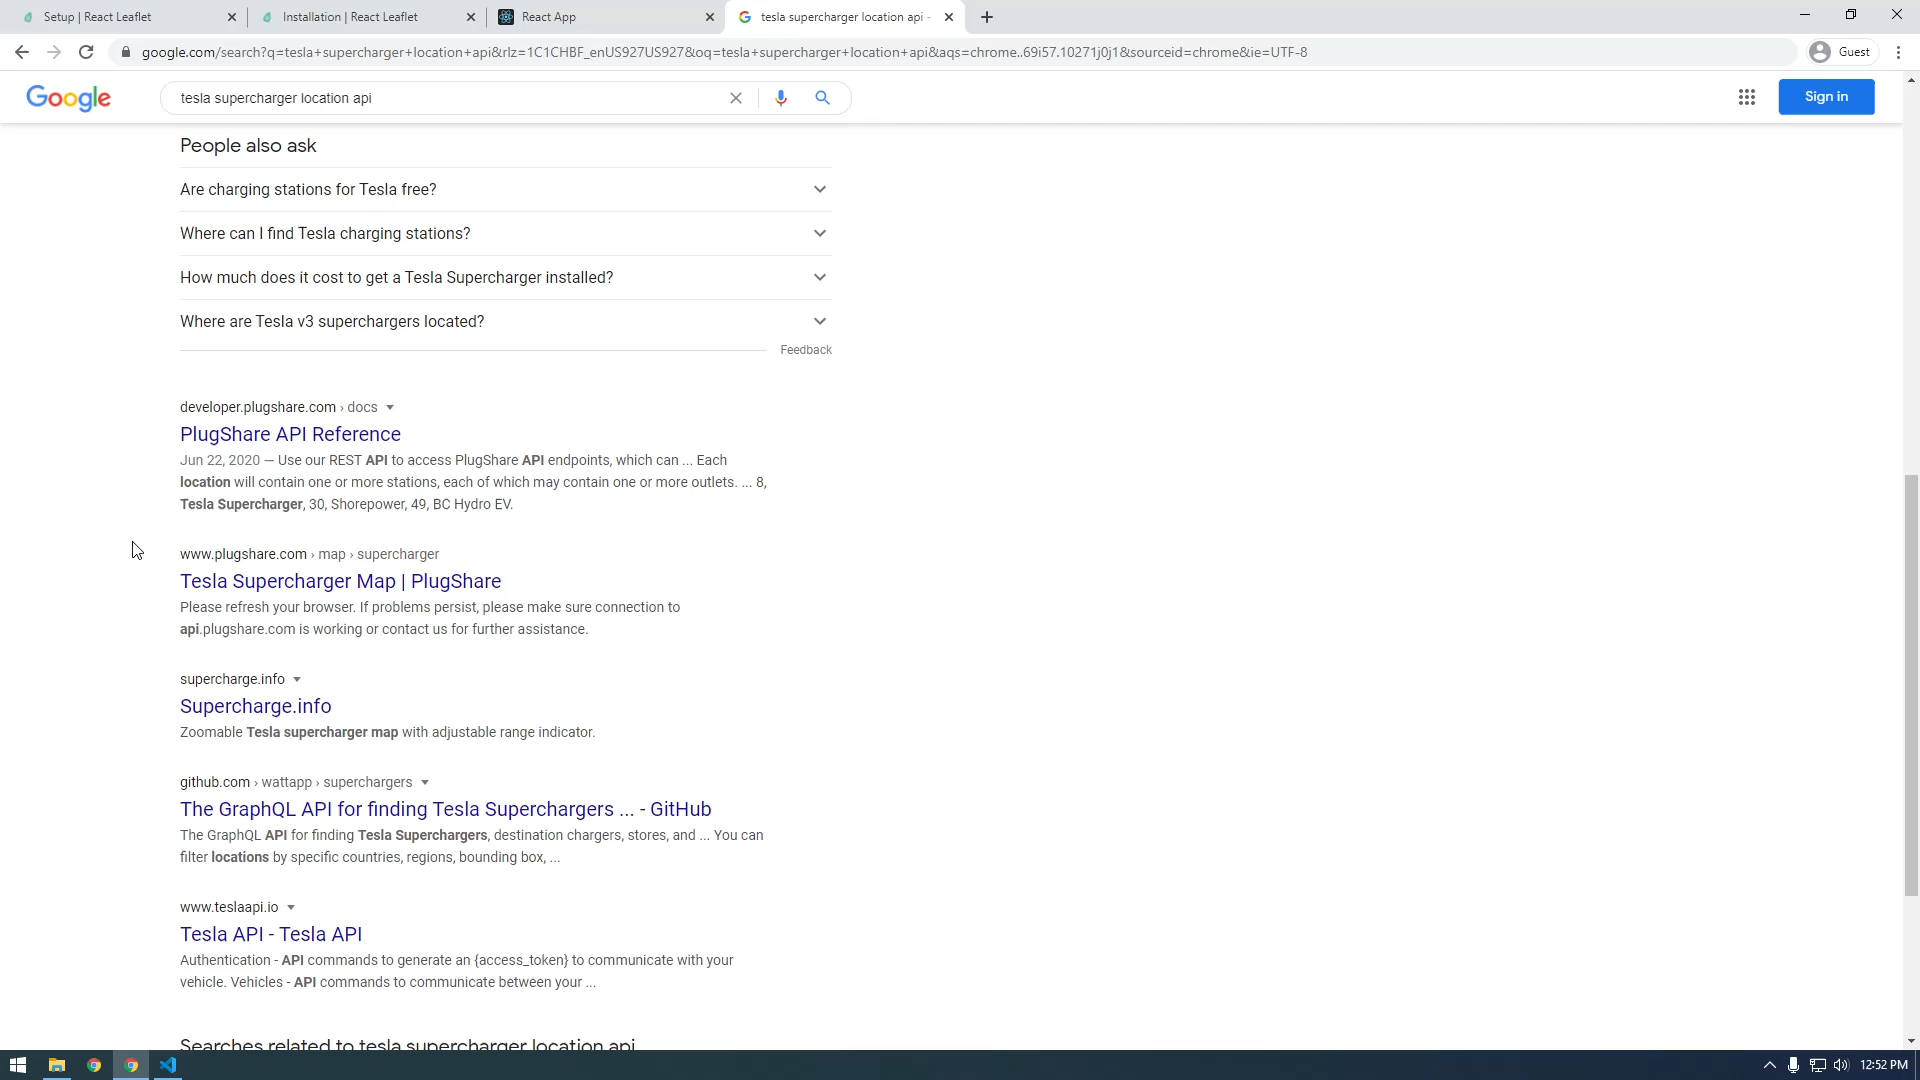 Setup | React Leaflet
Installation | React Leaflet
React App
tesla supercharger location api -
google.com/search?q=tesla+supercharger+location+api&rlz=1C1CHBF_enUS927US927&oq=tesla+supercharger+location+api&aqs=chrome..69i57.10271j0j1&sourceid=chrome&ie=UTF-8
Guest
Google
tesla supercharger location api
Sign in
People also ask
Are charging stations for Tesla free?
Where can I find Tesla charging stations?
How much does it cost to get a Tesla Supercharger installed?
Where are Tesla v3 superchargers located?
Feedback
developer.plugshare.com › docs
PlugShare API Reference
Jun 22, 2020 — Use our REST API to access PlugShare API endpoints, which can ... Each
location will contain one or more stations, each of which may contain one or more outlets. ... 8,
Tesla Supercharger, 30, Shorepower, 49, BC Hydro EV.
www.plugshare.com › map › supercharger
Tesla Supercharger Map | PlugShare
Please refresh your browser. If problems persist, please make sure connection to
api.plugshare.com is working or contact us for further assistance.
supercharge.info
Supercharge.info
Zoomable Tesla supercharger map with adjustable range indicator.
github.com › wattapp › superchargers
The GraphQL API for finding Tesla Superchargers ... - GitHub
The GraphQL API for finding Tesla Superchargers, destination chargers, stores, and ... You can
filter locations by specific countries, regions, bounding box, ...
www.teslaapi.io
Tesla API - Tesla API
Authentication - API commands to generate an {access_token} to communicate with your
vehicle. Vehicles - API commands to communicate between your ...
Searches related to tesla supercharger location api
12:52 PM